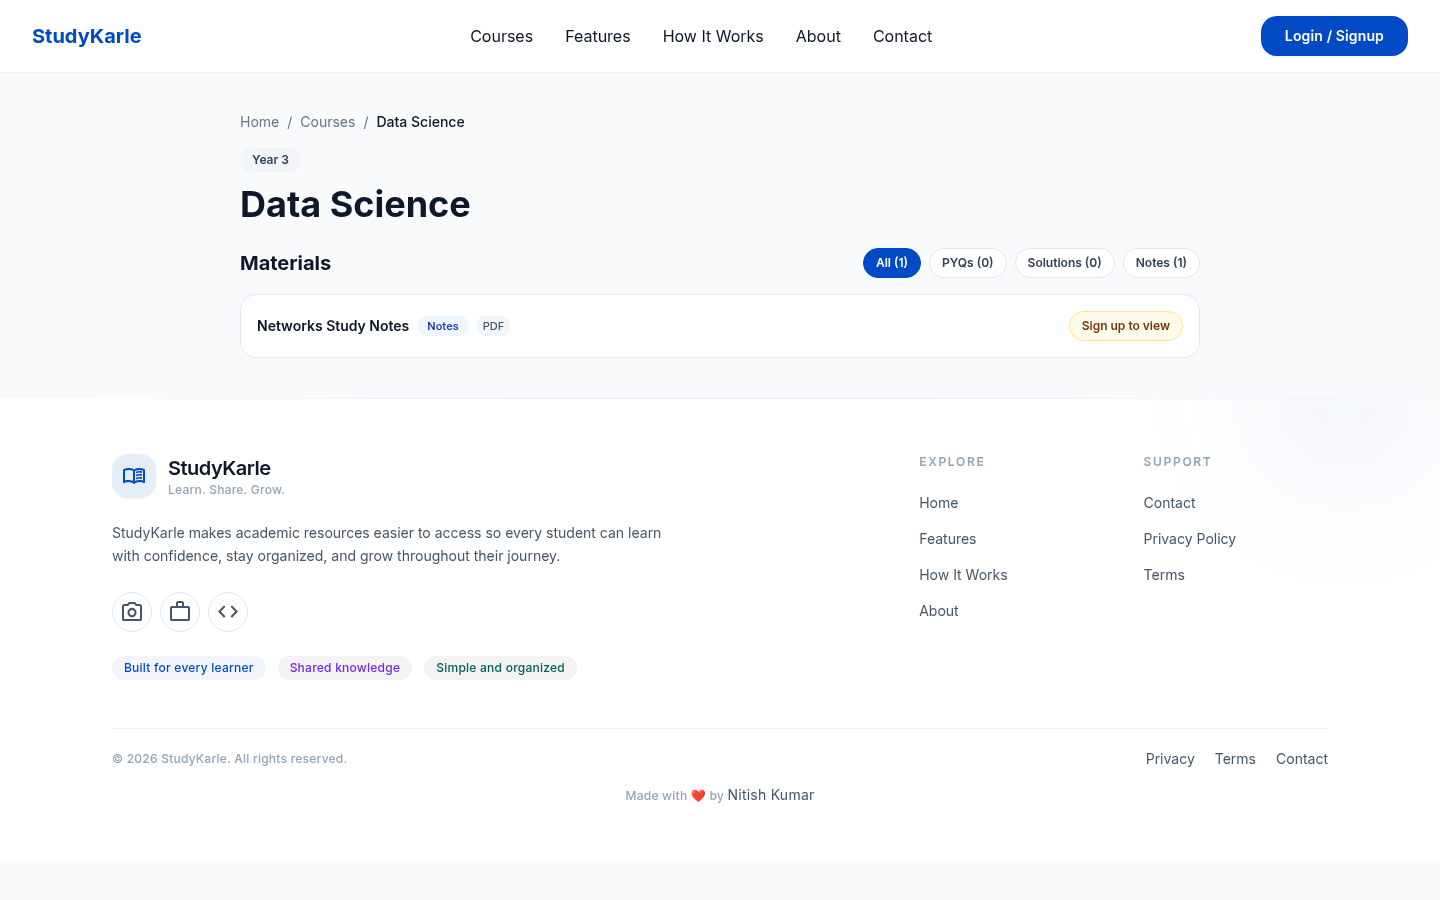 StudyKarle
Courses
Features
How It Works
About
Contact
Login / Signup
Home / Courses / Data Science
Year 3
Data Science
Materials
All (1)
PYQs (0)
Solutions (0)
Notes (1)
Networks Study Notes
Notes
PDF
Sign up to view
StudyKarle
Learn. Share. Grow.
StudyKarle makes academic resources easier to access so every student can learn
with confidence, stay organized, and grow throughout their journey.
Built for every learner
Shared knowledge
Simple and organized
EXPLORE
Home
Features
How It Works
About
SUPPORT
Contact
Privacy Policy
Terms
© 2026 StudyKarle. All rights reserved.
Privacy
Terms
Contact
Made with ❤️ by Nitish Kumar